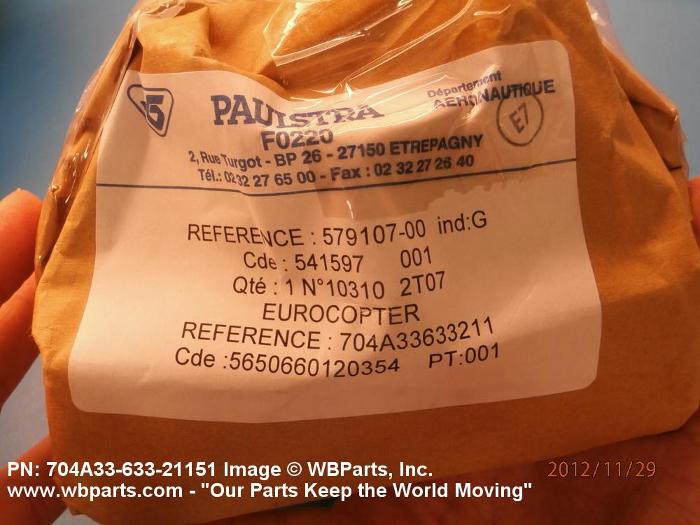 5 PAULSTRA
Département
AÉRONAUTIQUE
F0220
E7
2, Rue Turgot - BP 26 - 27150 ETREPAGNY
Tél.: 02 32 27 65 00 - Fax : 02 32 27 26 40
REFERENCE : 579107-00 ind:G
Cde : 541597 001
Qté : 1 N°10310 2T07
EUROCOPTER
REFERENCE : 704A33633211
Cde :5650660120354 PT:001
PN: 704A33-633-21151 Image © WBParts, Inc.
2012/11/29
www.wbparts.com - "Our Parts Keep the World Moving"